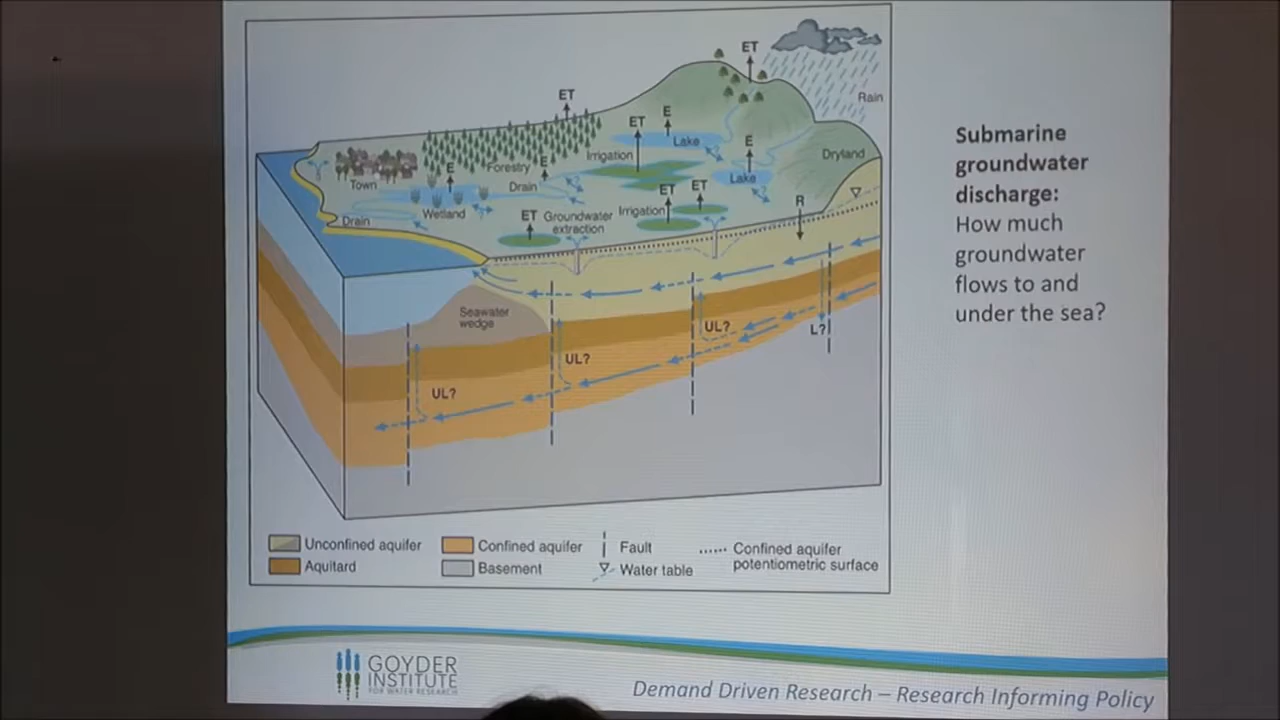 ET
ET
Rain
ET
E
Lake
E
Irrigation
Dryland
Forestry
E
E
Town
Drain
Lake
ET
ET
R
Wetland
Irrigation
ET
Groundwater
extraction
Drain
Seawater
wedge
UL?
L?
UL?
UL?
Unconfined aquifer
Confined aquifer
Fault
Confined aquifer
potentiometric surface
Aquitard
Basement
Water table
Submarine
groundwater
discharge:
How much
groundwater
flows to and
under the sea?
GOYDER
INSTITUTE
FOR WATER RESEARCH
Demand Driven Research – Research Informing Policy